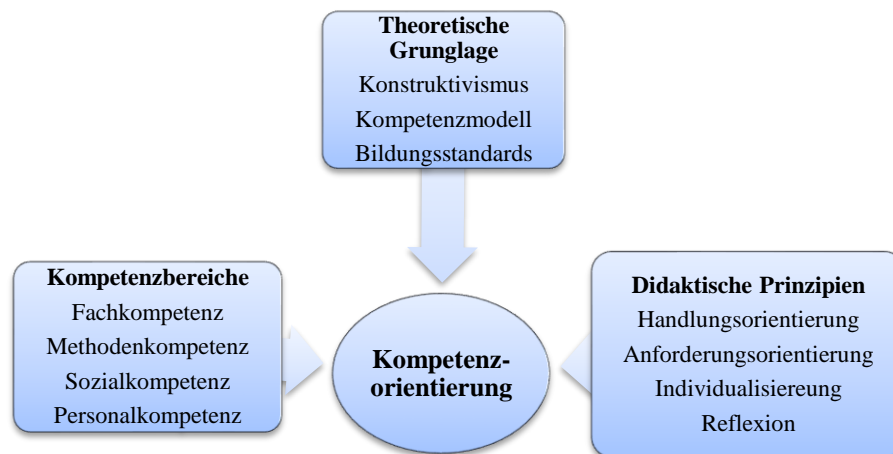 Theoretische
Grunglage
Konstruktivismus
Kompetenzmodell
Bildungsstandards
Kompetenzbereiche
Fachkompetenz
Methodenkompetenz
Sozialkompetenz
Personalkompetenz
Kompetenz-
orientierung
Didaktische Prinzipien
Handlungsorientierung
Anforderungsorientierung
Individualisiereung
Reflexion